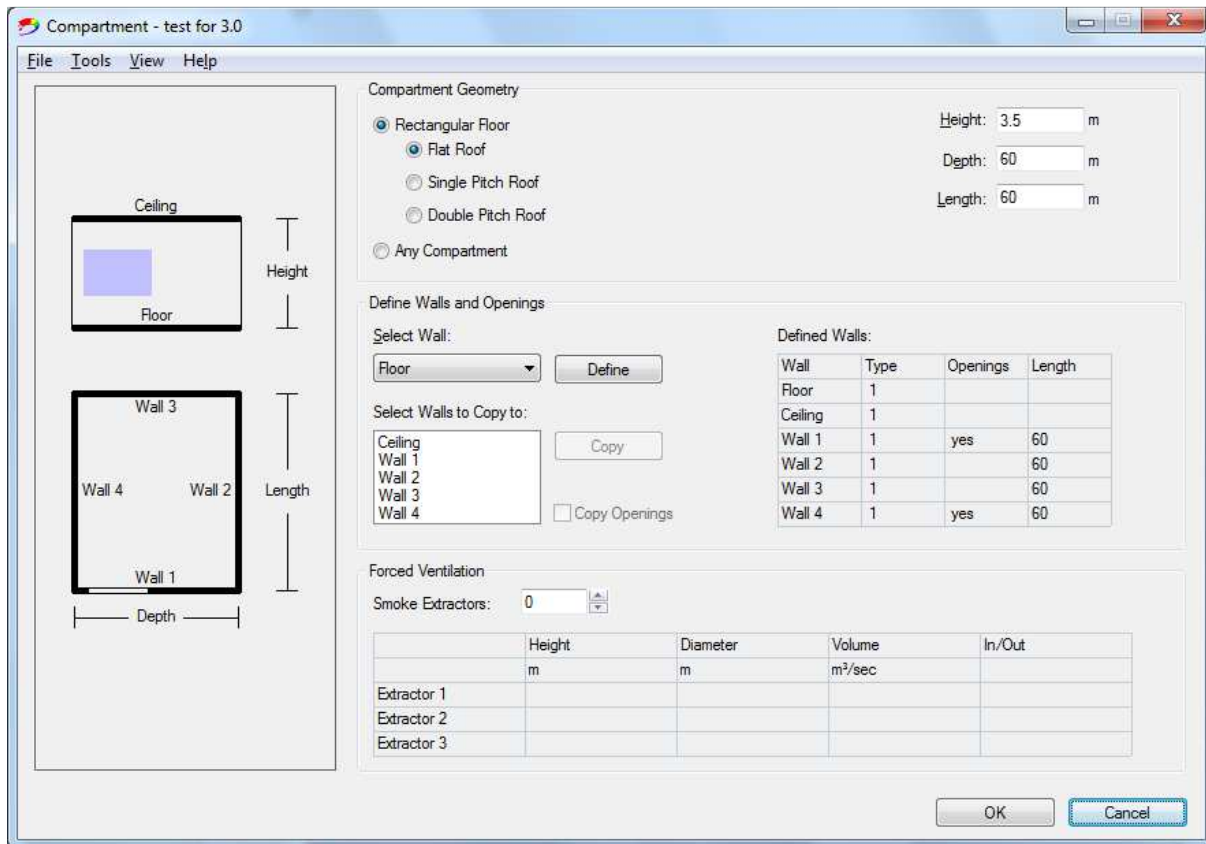 Compartment - test for 3.0
File Tools View Help
Ceiling
Height
Floor
Wall 3
Wall 4 Wall 2 Length
Wall 1
Depth
Compartment Geometry
Rectangular Floor
Flat Roof
Single Pitch Roof
Double Pitch Roof
Any Compartment
Height: 3.5 m
Depth: 60 m
Length: 60 m
Define Walls and Openings
Select Wall:
Floor Define
Select Walls to Copy to:
Ceiling
Wall 1
Wall 2
Wall 3
Wall 4
Copy
Copy Openings
Defined Walls:
Wall Type Openings Length
Floor 1
Ceiling 1
Wall 1 1 yes 60
Wall 2 1 60
Wall 3 1 60
Wall 4 1 yes 60
Forced Ventilation
Smoke Extractors: 0
Height Diameter Volume In/Out
m m m³/sec
Extractor 1
Extractor 2
Extractor 3
OK Cancel